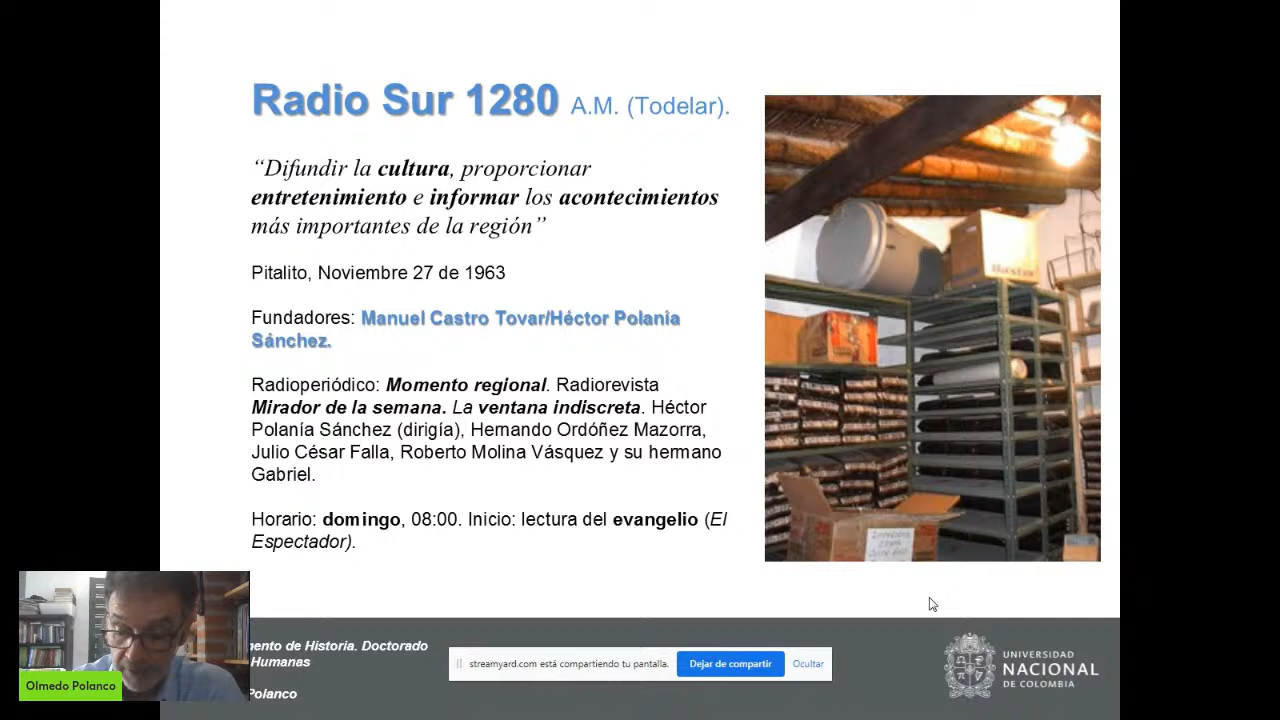 Radio Sur 1280 A.M. (Todelar).
“Difundir la cultura, proporcionar
entretenimiento e informar los acontecimientos
más importantes de la región”
Pitalito, Noviembre 27 de 1963
Fundadores: Manuel Castro Tovar/Héctor Polanía
Sánchez.
Radioperiódico: Momento regional. Radiorevista
Mirador de la semana. La ventana indiscreta. Héctor
Polanía Sánchez (dirigía), Hernando Ordóñez Mazorra,
Julio César Falla, Roberto Molina Vásquez y su hermano
Gabriel.
Horario: domingo, 08:00. Inicio: lectura del evangelio (El
Espectador).
mento de Historia. Doctorado
Humanas
Polanco
Olmedo Polanco
streamyard.com está compartiendo tu pantalla.
Dejar de compartir
Ocultar
UNIVERSIDAD
NACIONAL
DE COLOMBIA